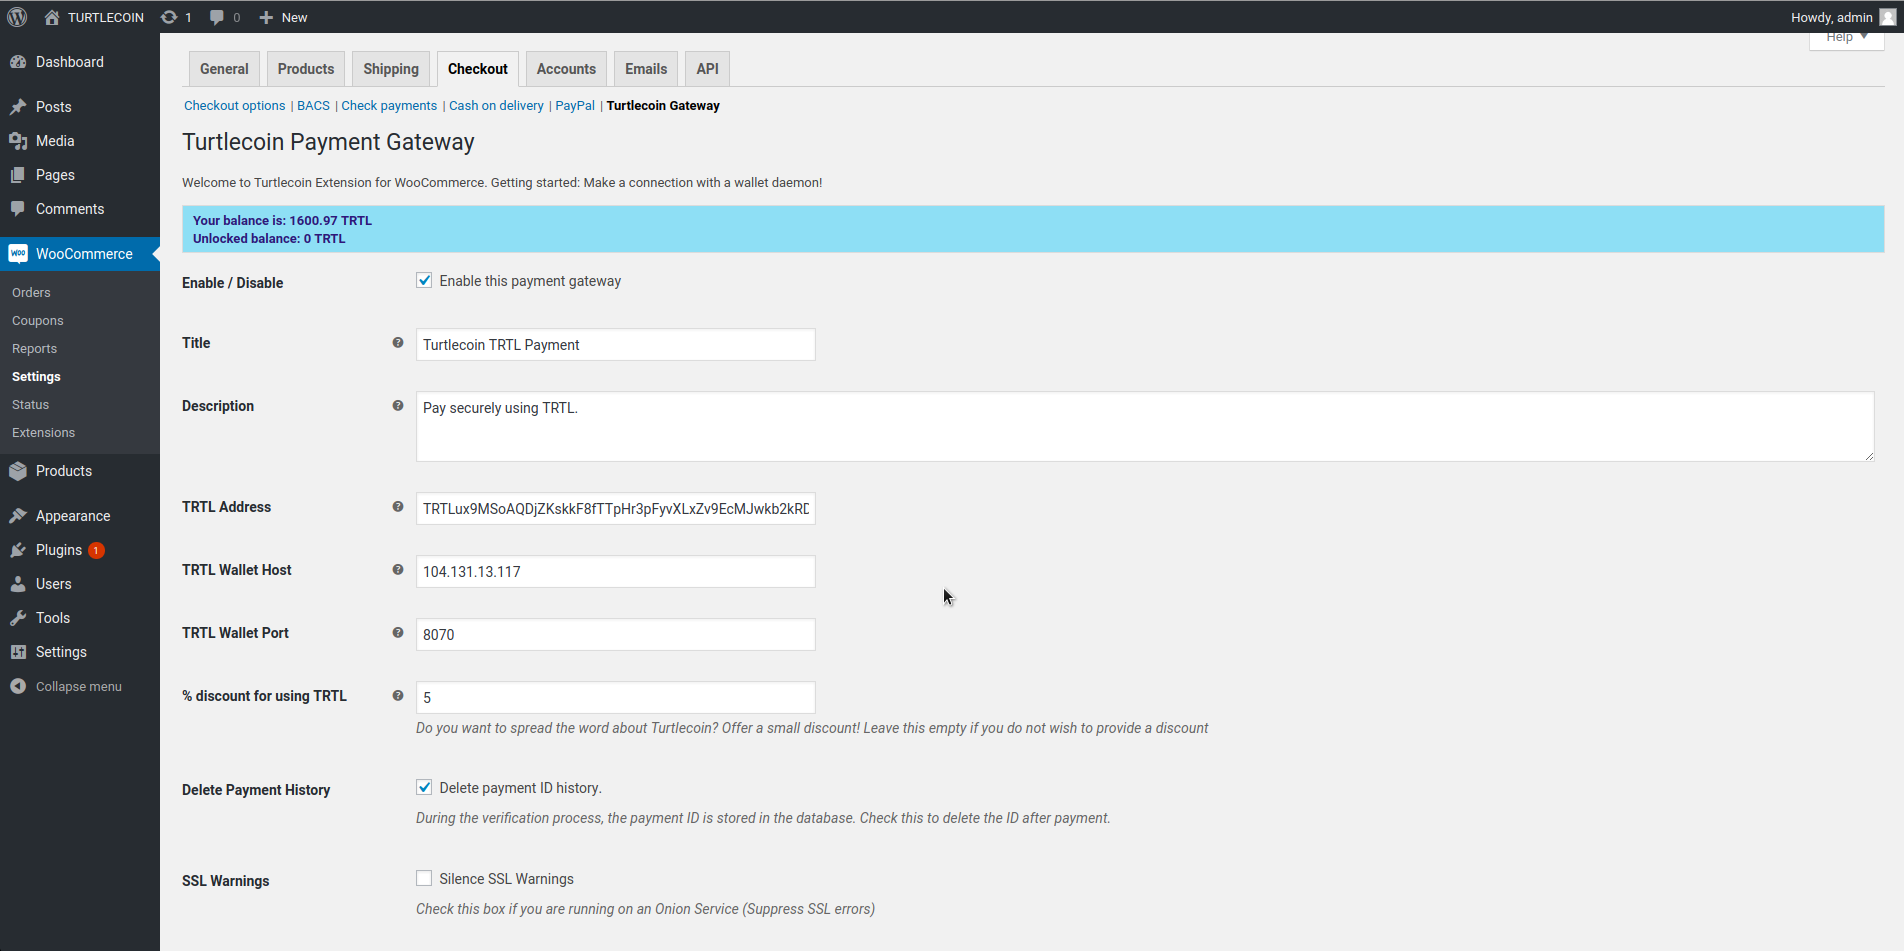 TURTLECOIN 1 0 New Howdy, admin
Help
Dashboard
Posts
Media
Pages
Comments
WooCommerce
Orders
Coupons
Reports
Settings
Status
Extensions
Products
Appearance
Plugins 1
Users
Tools
Settings
Collapse menu
General Products Shipping Checkout Accounts Emails API
Checkout options | BACS | Check payments | Cash on delivery | PayPal | Turtlecoin Gateway
Turtlecoin Payment Gateway
Welcome to Turtlecoin Extension for WooCommerce. Getting started: Make a connection with a wallet daemon!
Your balance is: 1600.97 TRTL
Unlocked balance: 0 TRTL
Enable / Disable Enable this payment gateway
Title Turtlecoin TRTL Payment
Description Pay securely using TRTL.
TRTL Address TRTLux9MSoAQDjZKskkF8fTTpHr3pFyvXLxZv9EcMJwkb2kRD
TRTL Wallet Host 104.131.13.117
TRTL Wallet Port 8070
% discount for using TRTL 5
Do you want to spread the word about Turtlecoin? Offer a small discount! Leave this empty if you do not wish to provide a discount
Delete Payment History Delete payment ID history.
During the verification process, the payment ID is stored in the database. Check this to delete the ID after payment.
SSL Warnings Silence SSL Warnings
Check this box if you are running on an Onion Service (Suppress SSL errors)